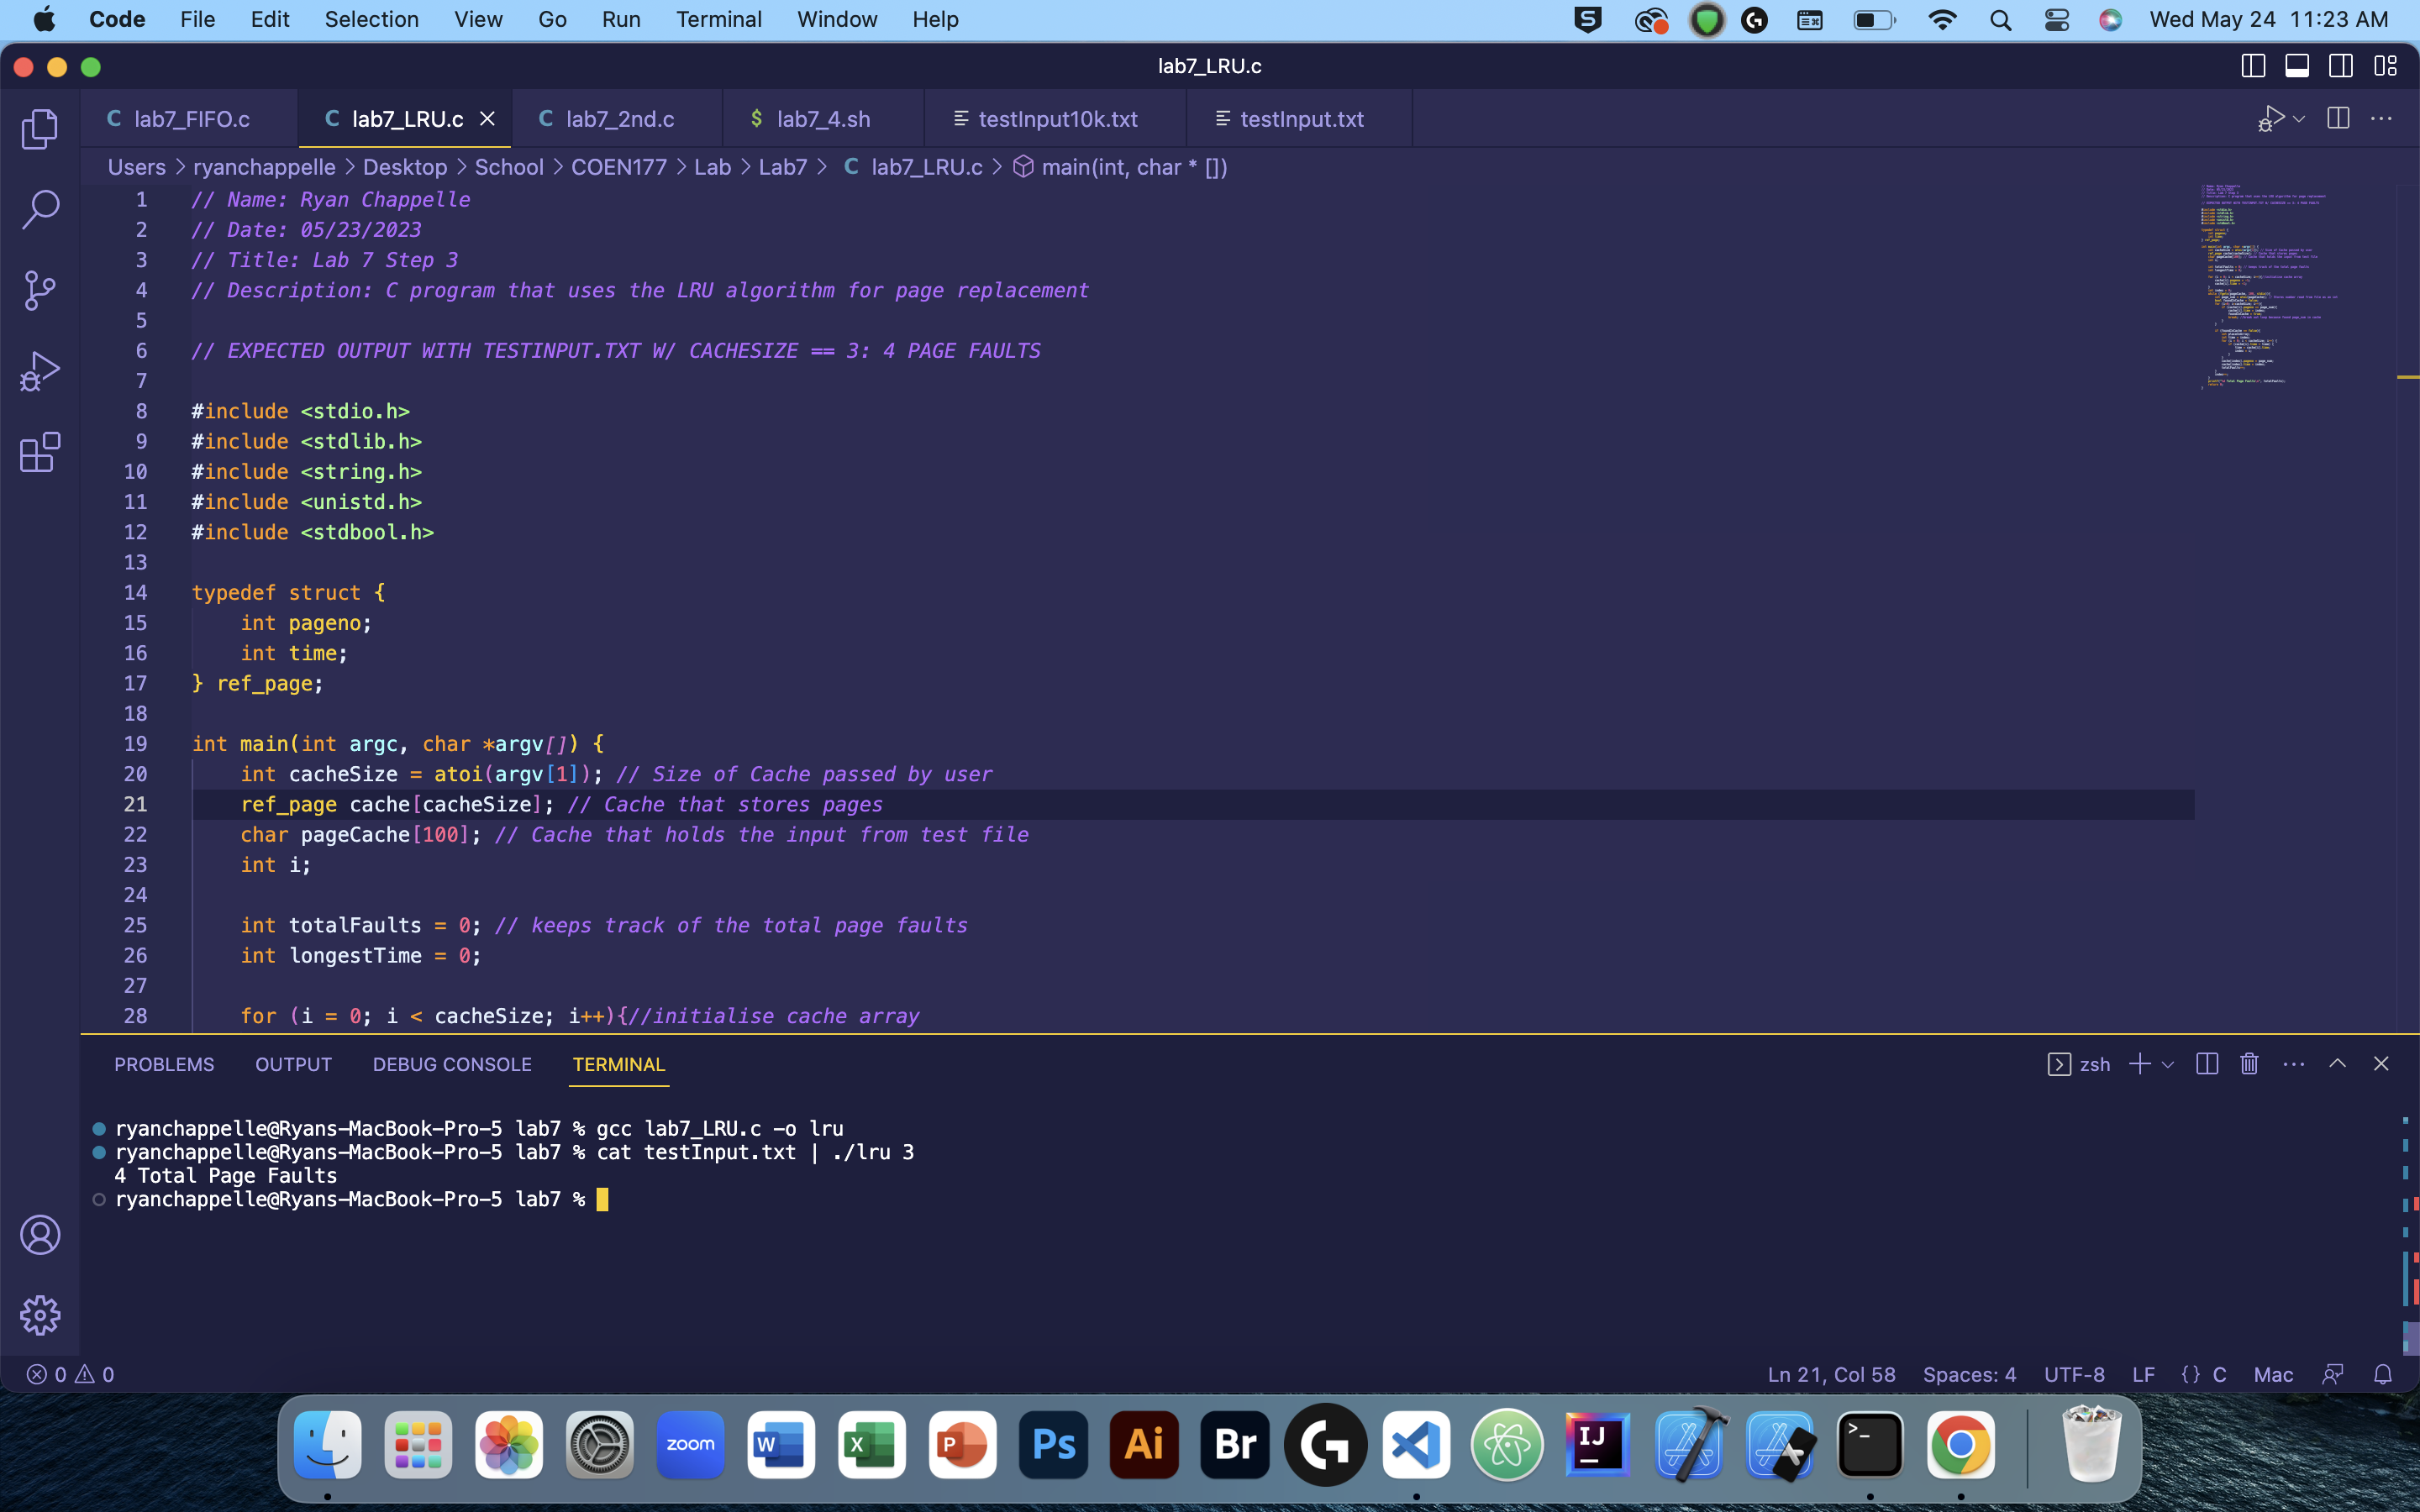 Code File Edit Selection View Go Run Terminal Window Help Wed May 24 11:23 AM
lab7_LRU.c
C lab7_FIFO.c C lab7_LRU.c C lab7_2nd.c $ lab7_4.sh testInput10k.txt testInput.txt
Users > ryanchappelle > Desktop > School > COEN177 > Lab > Lab7 > C lab7_LRU.c > main(int, char * [])
1 // Name: Ryan Chappelle
2 // Date: 05/23/2023
3 // Title: Lab 7 Step 3
4 // Description: C program that uses the LRU algorithm for page replacement
5
6 // EXPECTED OUTPUT WITH TESTINPUT.TXT W/ CACHESIZE == 3: 4 PAGE FAULTS
7
8 #include <stdio.h>
9 #include <stdlib.h>
10 #include <string.h>
11 #include <unistd.h>
12 #include <stdbool.h>
13
14 typedef struct {
15 int pageno;
16 int time;
17 } ref_page;
18
19 int main(int argc, char *argv[]) {
20 int cacheSize = atoi(argv[1]); // Size of Cache passed by user
21 ref_page cache[cacheSize]; // Cache that stores pages
22 char pageCache[100]; // Cache that holds the input from test file
23 int i;
24
25 int totalFaults = 0; // keeps track of the total page faults
26 int longestTime = 0;
27
28 for (i = 0; i < cacheSize; i++){//initialise cache array
PROBLEMS OUTPUT DEBUG CONSOLE TERMINAL zsh
ryanchappelle@Ryans-MacBook-Pro-5 lab7 % gcc lab7_LRU.c -o lru
ryanchappelle@Ryans-MacBook-Pro-5 lab7 % cat testInput.txt | ./lru 3
4 Total Page Faults
ryanchappelle@Ryans-MacBook-Pro-5 lab7 %
0 0 Ln 21, Col 58 Spaces: 4 UTF-8 LF {} C Mac
zoom W X P Ps Ai Br G IJ >_